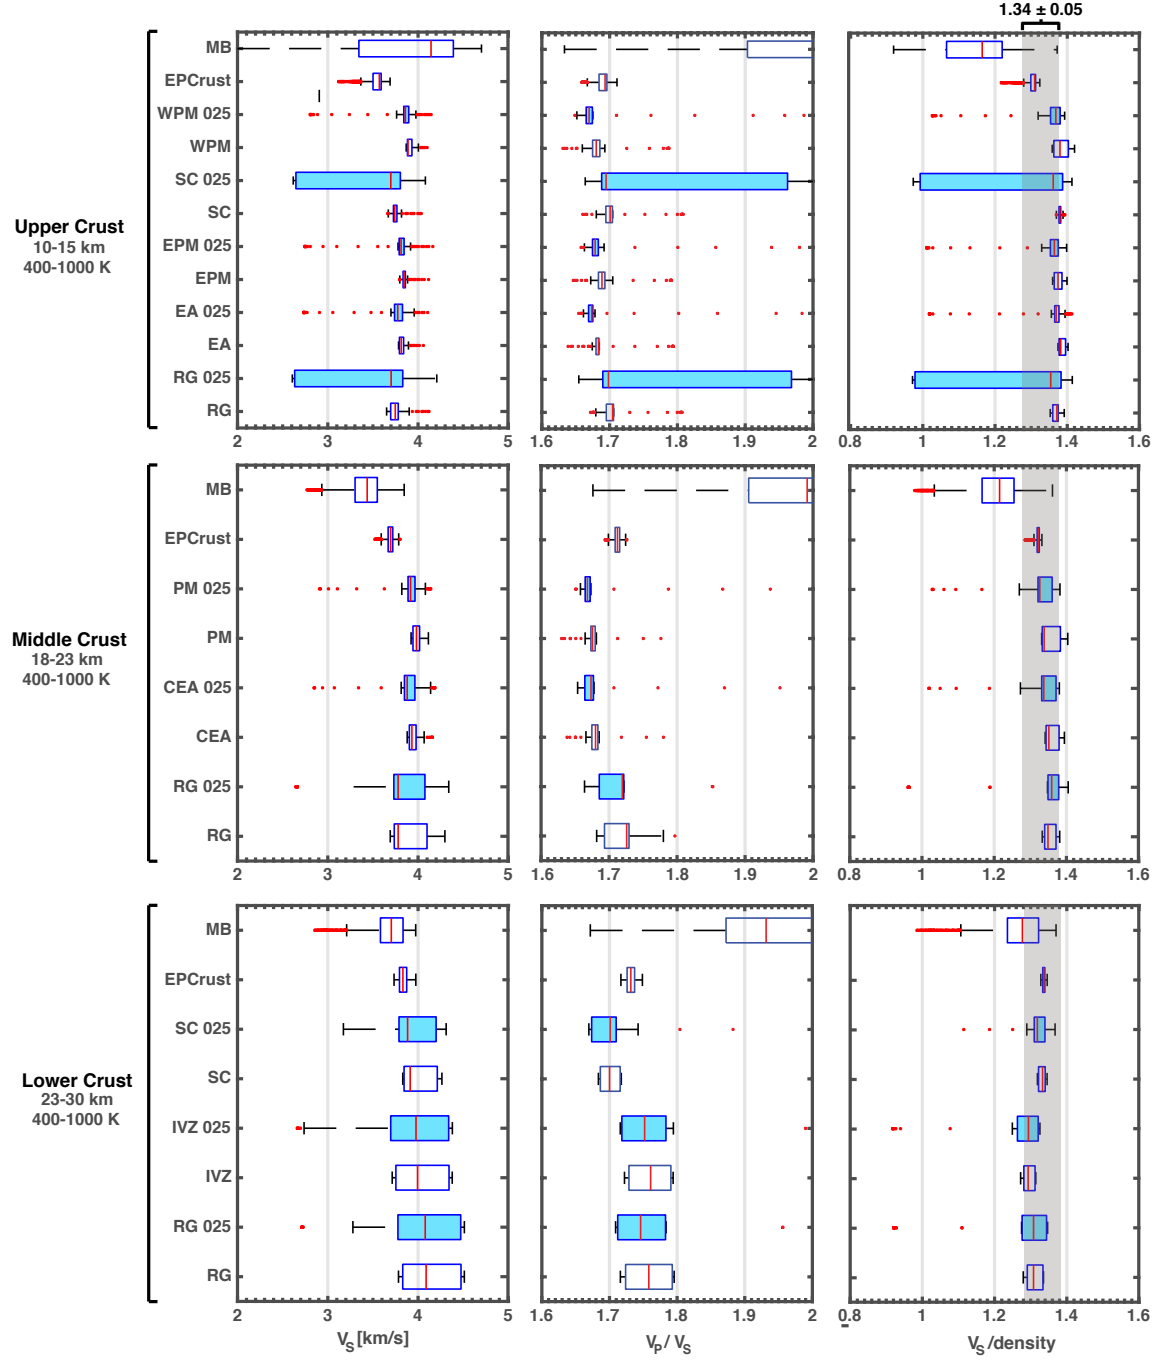 1.34 ± 0.05
Upper Crust
10-15 km
400-1000 K
MB
EPCrust
WPM 025
WPM
SC 025
SC
EPM 025
EPM
EA 025
EA
RG 025
RG
2 3 4 5
1.6 1.7 1.8 1.9 2
0.8 1 1.2 1.4 1.6
Middle Crust
18-23 km
400-1000 K
MB
EPCrust
PM 025
PM
CEA 025
CEA
RG 025
RG
2 3 4 5
1.6 1.7 1.8 1.9 2
0.8 1 1.2 1.4 1.6
Lower Crust
23-30 km
400-1000 K
MB
EPCrust
SC 025
SC
IVZ 025
IVZ
RG 025
RG
2 3 4 5
1.6 1.7 1.8 1.9 2
0.8 1 1.2 1.4 1.6
VS [km/s]
VP / VS
VS /density